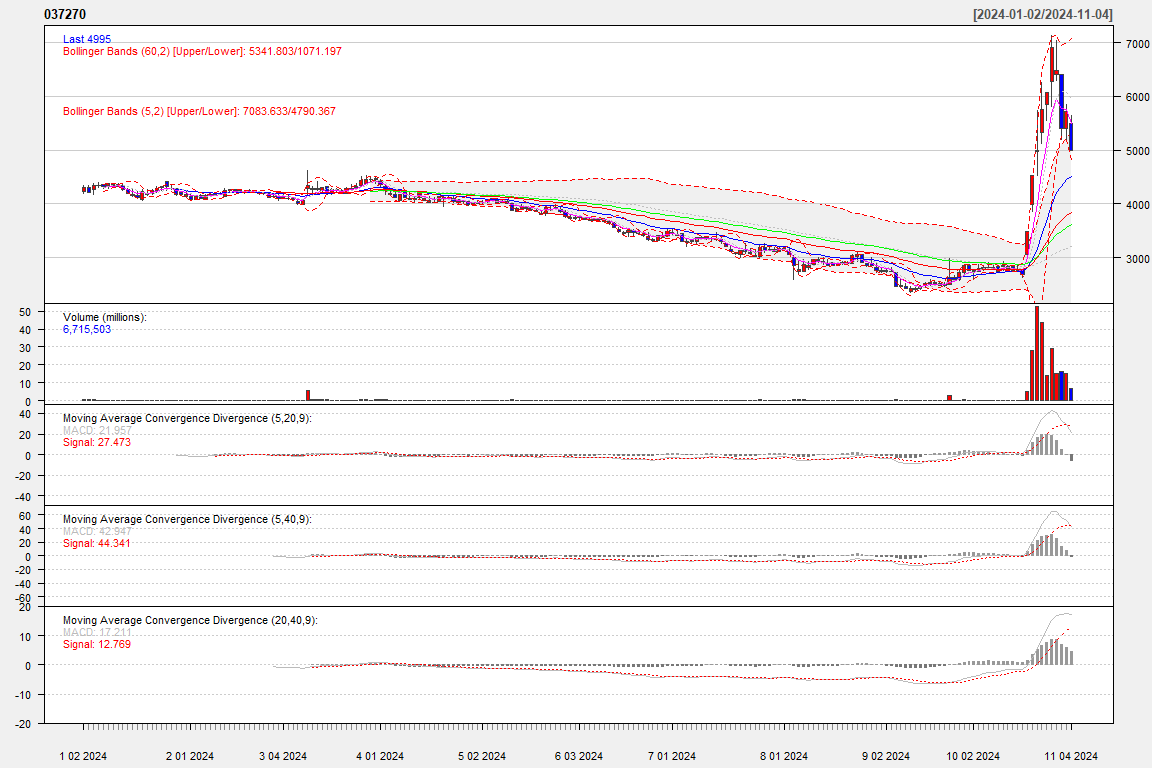 037270
[2024-01-02/2024-11-04]
Last 4995
Bollinger Bands (60,2) [Upper/Lower]: 5341.803/1071.197
Bollinger Bands (5,2) [Upper/Lower]: 7083.633/4790.367
7000
6000
5000
4000
3000
Volume (millions):
6,715,503
50
40
30
20
10
0
Moving Average Convergence Divergence (5,20,9):
MACD: 21.957
Signal: 27.473
40
20
0
-20
-40
Moving Average Convergence Divergence (5,40,9):
MACD: 42.947
Signal: 44.341
60
40
20
0
-20
-40
-60
Moving Average Convergence Divergence (20,40,9):
MACD: 17.211
Signal: 12.769
20
10
0
-10
-20
1 02 2024
2 01 2024
3 04 2024
4 01 2024
5 02 2024
6 03 2024
7 01 2024
8 01 2024
9 02 2024
10 02 2024
11 04 2024